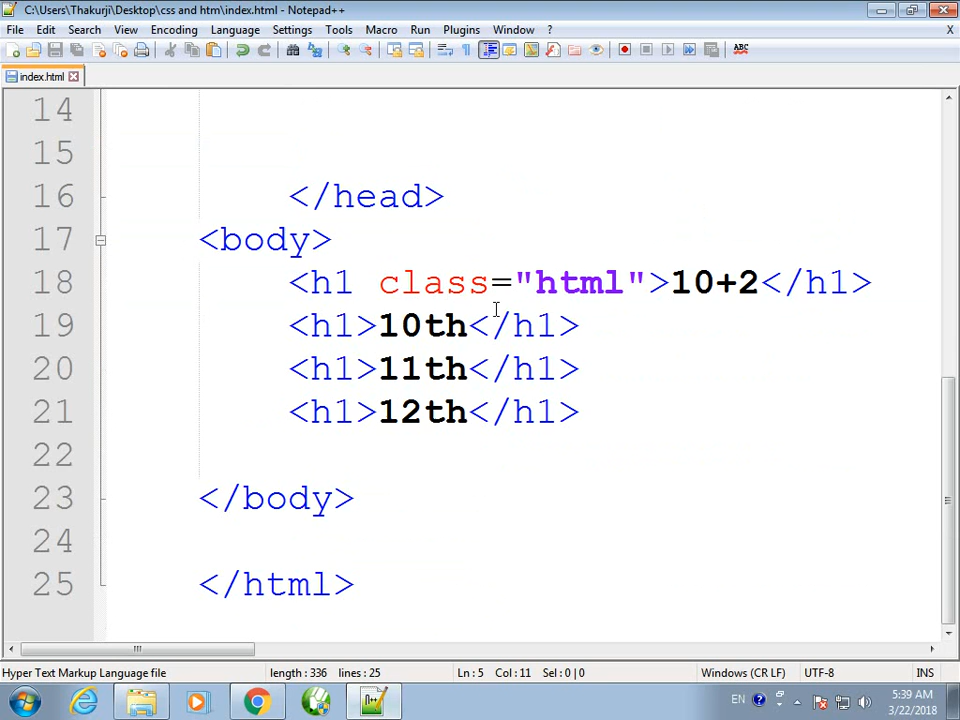 C:\Users\Thakurji\Desktop\css and htm\index.html - Notepad++
File Edit Search View Encoding Language Settings Tools Macro Run Plugins Window ? X
ABC
index.html
14
15
16 </head>
17 <body>
18 <h1 class="html">10+2</h1>
19 <h1>10th</h1>
20 <h1>11th</h1>
21 <h1>12th</h1>
22
23 </body>
24
25 </html>
Hyper Text Markup Language file length : 336 lines : 25 Ln : 5 Col : 11 Sel : 0 | 0 Windows (CR LF) UTF-8 INS
EN 5:39 AM
3/22/2018